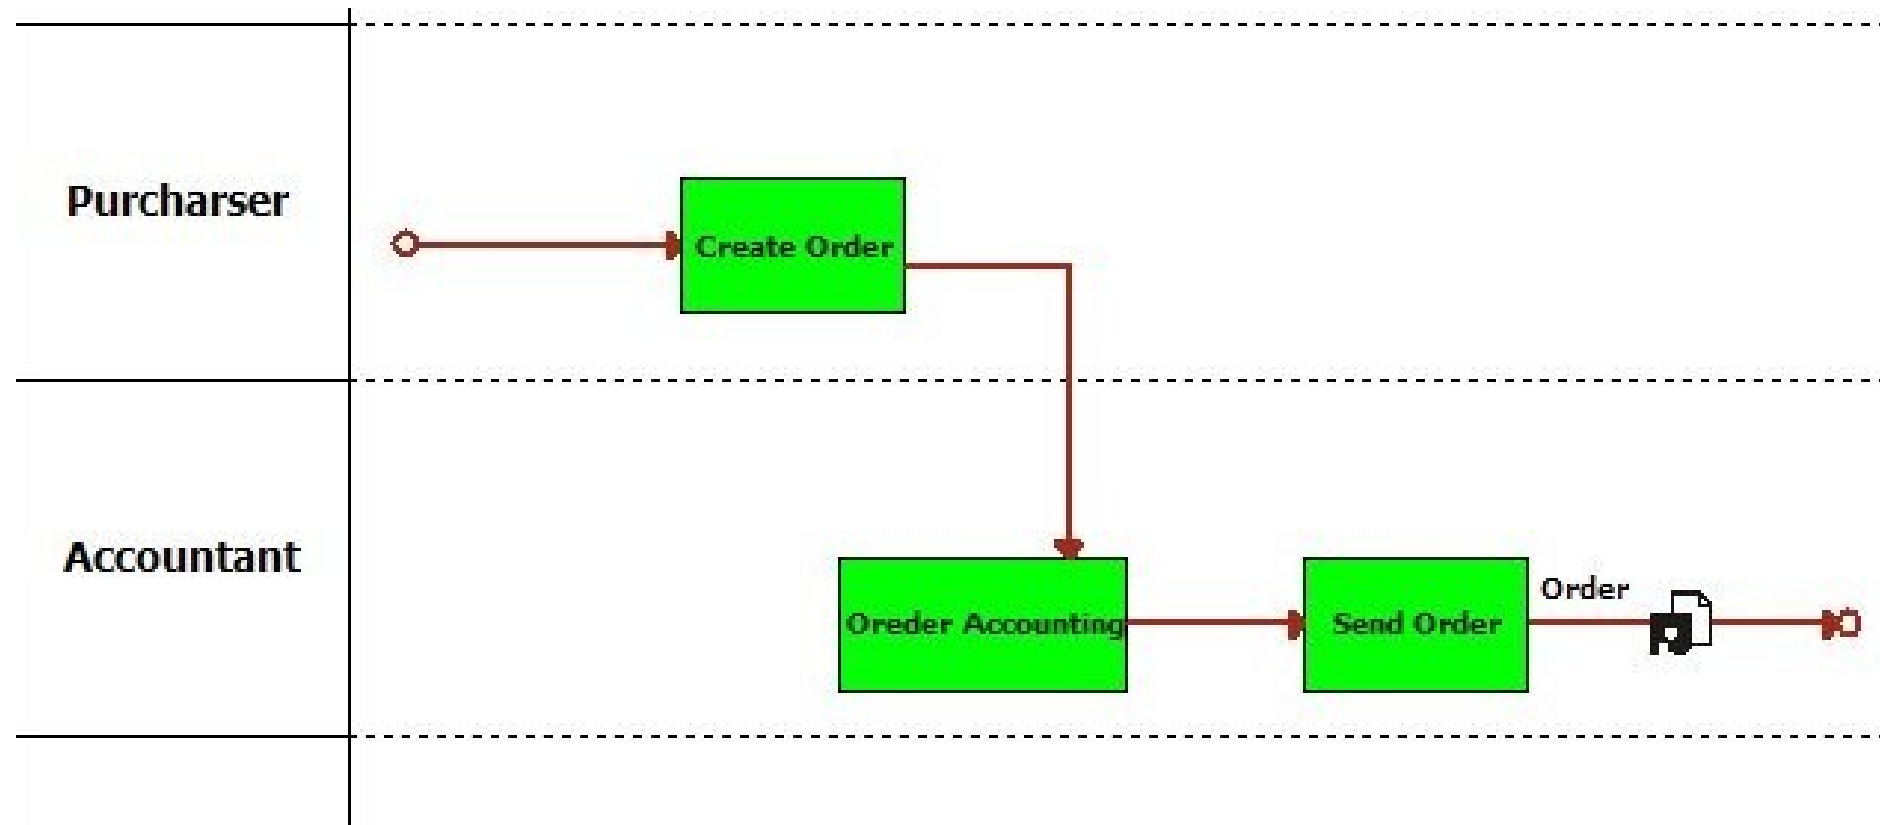 Purcharser
Create Order
Accountant
Oreder Accounting
Send Order
Order